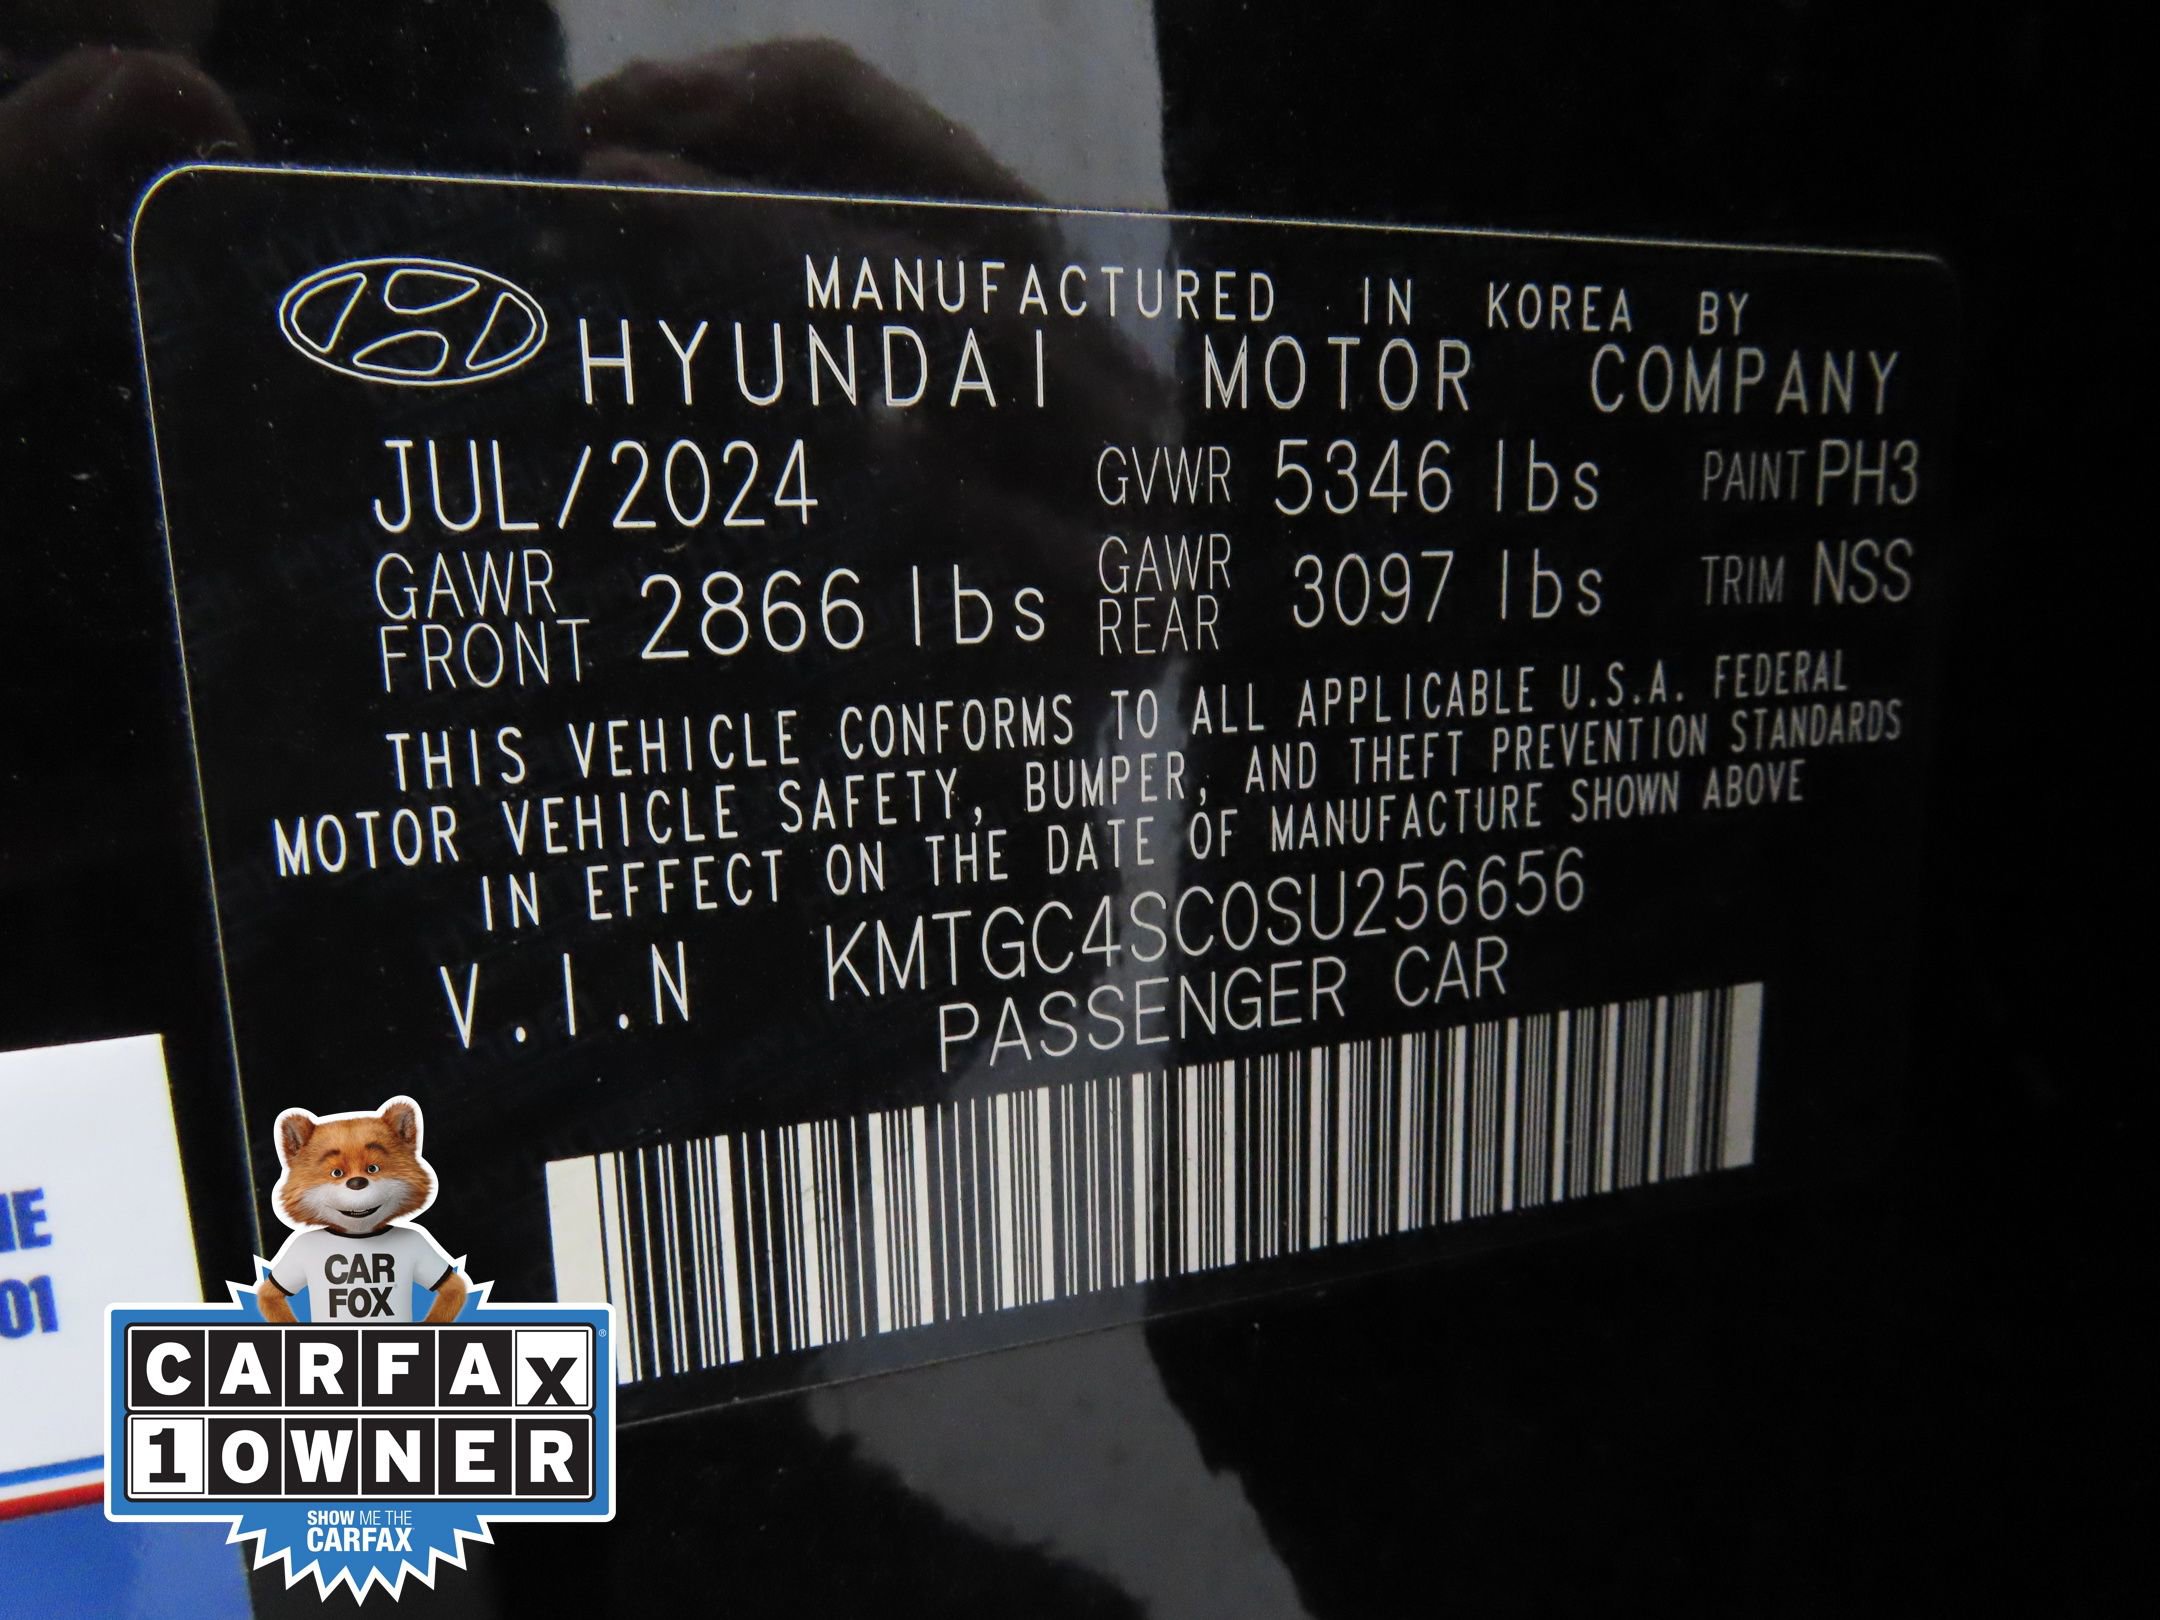 MANUFACTURED IN KOREA BY
HYUNDAI MOTOR COMPANY
JUL/2024 GVWR 5346 lbs PAINT PH3
GAWR FRONT 2866 lbs GAWR REAR 3097 lbs TRIM NSS
THIS VEHICLE CONFORMS TO ALL APPLICABLE U.S.A. FEDERAL
MOTOR VEHICLE SAFETY, BUMPER, AND THEFT PREVENTION STANDARDS
IN EFFECT ON THE DATE OF MANUFACTURE SHOWN ABOVE
V.I.N KMTGC4SC0SU256656
PASSENGER CAR
01
CAR
FOX
CARFAX
1 OWNER
SHOW ME THE
CARFAX